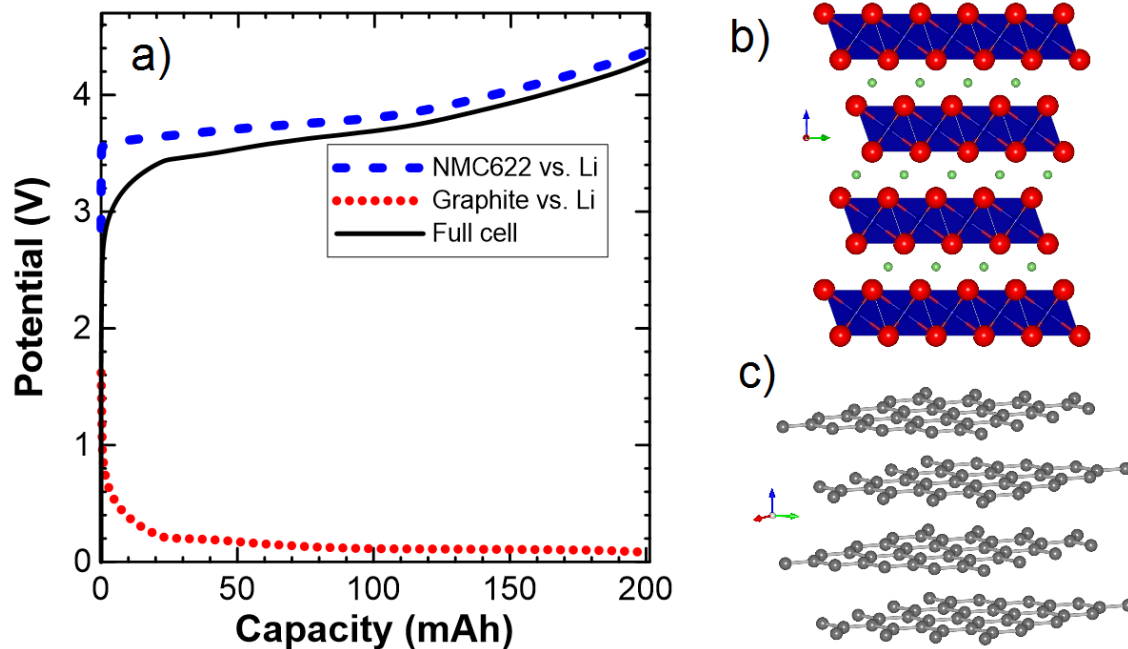 a)
Potential (V)
4
3
2
1
0
NMC622 vs. Li
Graphite vs. Li
Full cell
0
50
100
150
200
Capacity (mAh)
b)
c)